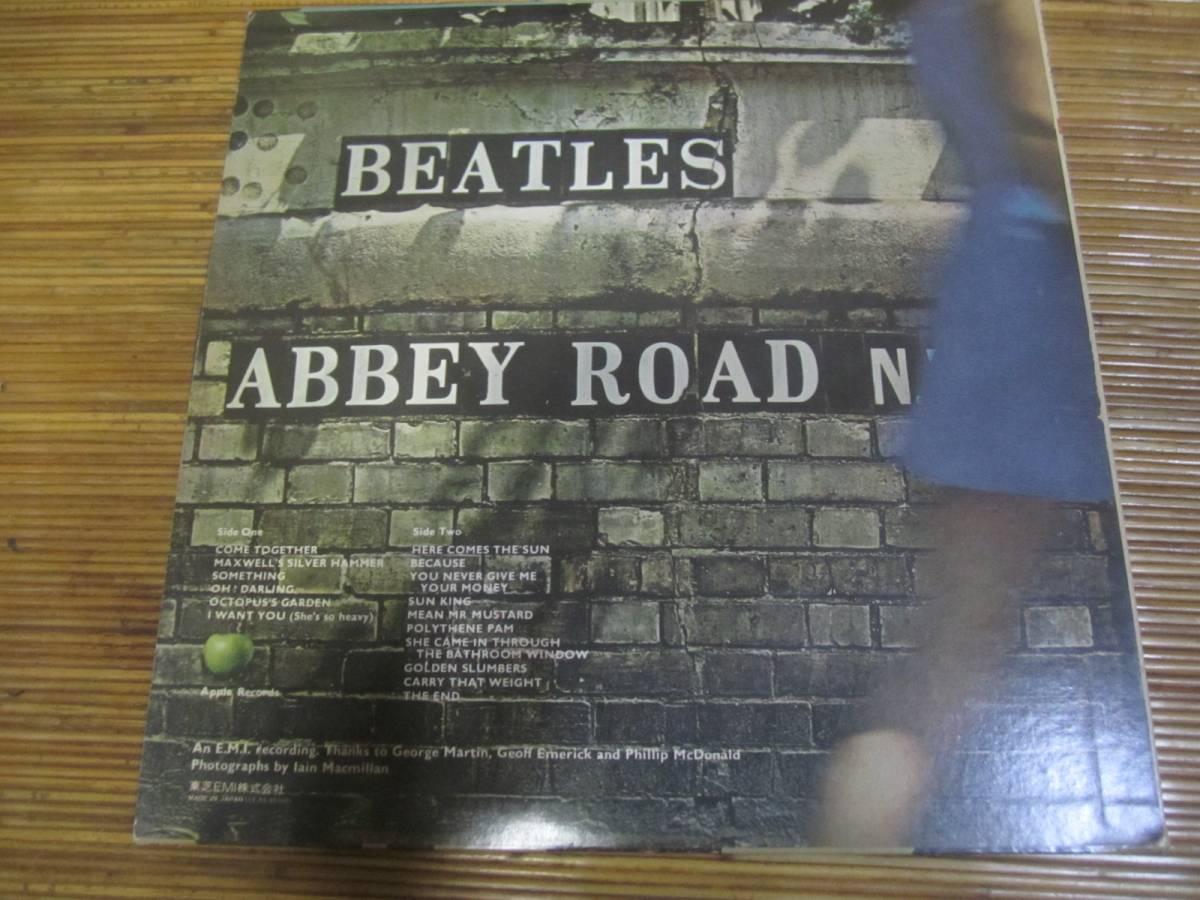 BEATLES
ABBEY ROAD N
Side One
COME TOGETHER
MAXWELL'S SILVER HAMMER
SOMETHING
OH! DARLING
OCTOPUS'S GARDEN
I WANT YOU (She's so heavy)
Apple Records
Side Two
HERE COMES THE SUN
BECAUSE
YOU NEVER GIVE ME
YOUR MONEY
SUN KING
MEAN MR MUSTARD
POLYTHENE PAM
SHE CAME IN THROUGH
THE BATHROOM WINDOW
GOLDEN SLUMBERS
CARRY THAT WEIGHT
THE END
An E.M.I. recording. Thanks to George Martin, Geoff Emerick and Phillip McDonald
Photographs by Iain Macmillan
東芝EMI株式会社
MADE IN JAPAN